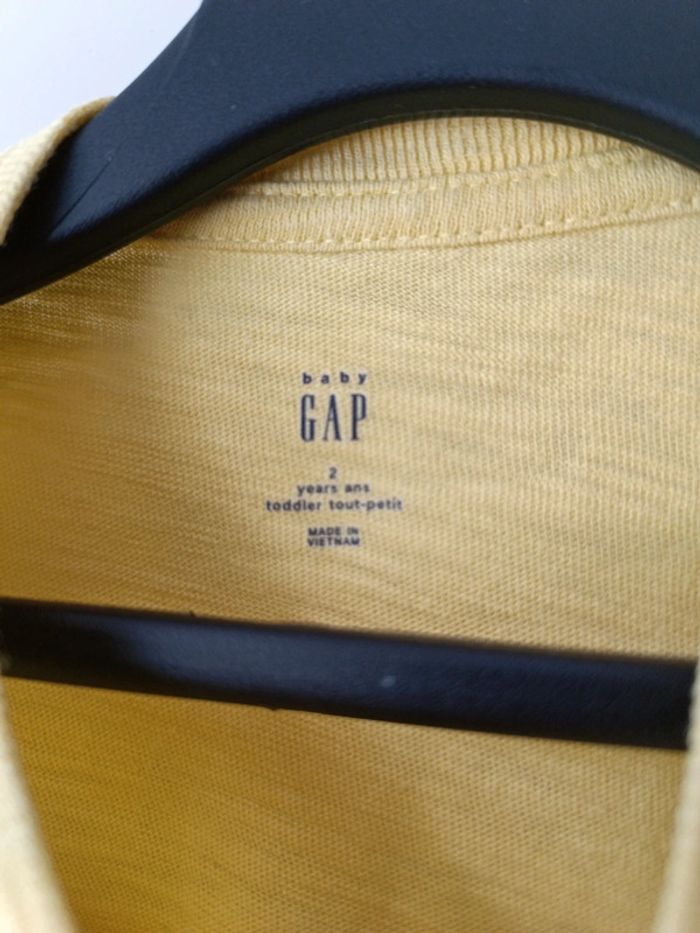 baby
GAP
2
years ans
toddler tout-petit
MADE IN
VIETNAM